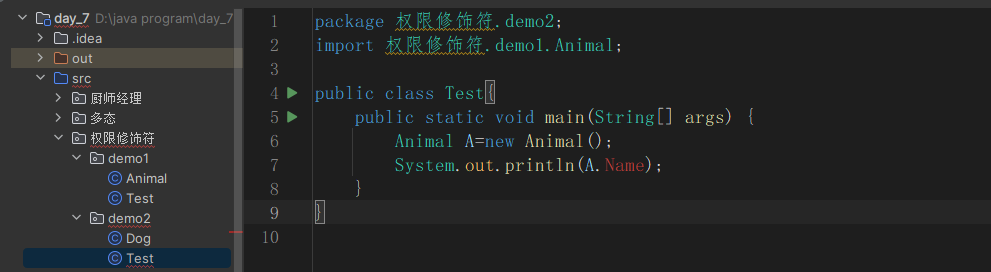 day_7 D:\java program\day_7
.idea
out
src
厨师经理
多态
权限修饰符
demo1
Animal
Test
demo2
Dog
Test
1 package 权限修饰符.demo2;
2 import 权限修饰符.demo1.Animal;
3
4 public class Test{
5 public static void main(String[] args) {
6 Animal A=new Animal();
7 System.out.println(A.Name);
8 }
9 }
10